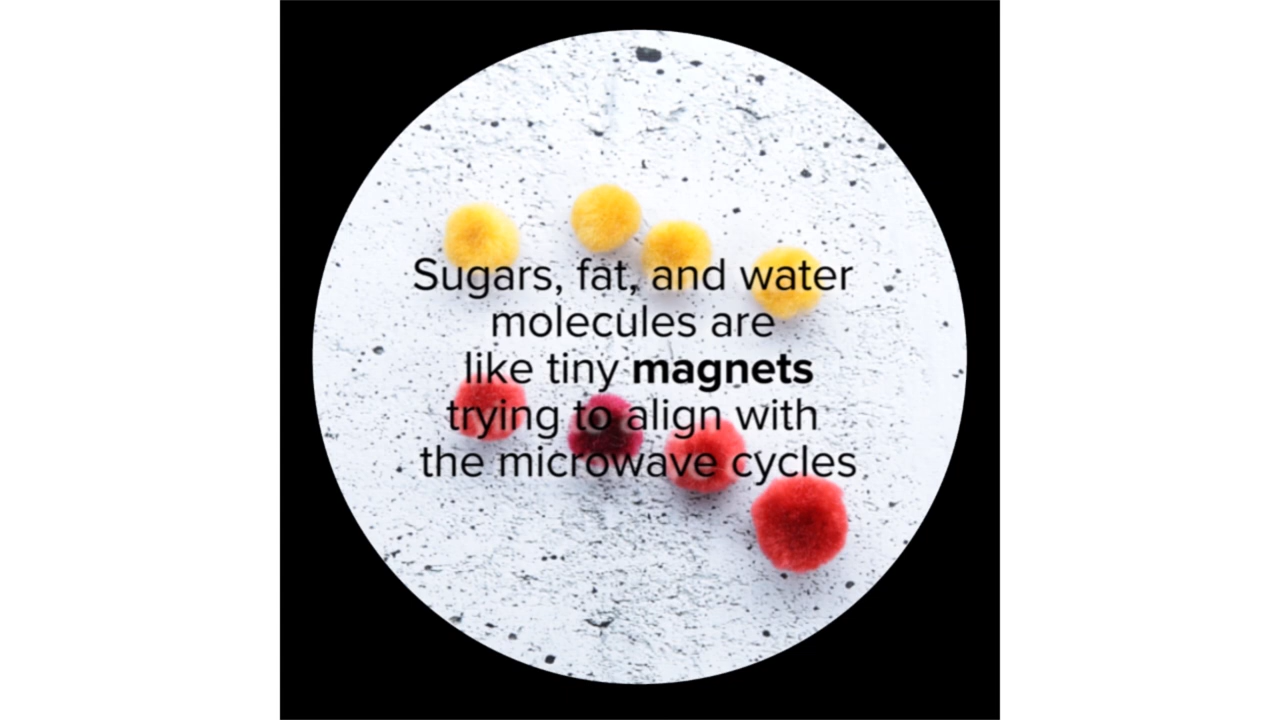 Sugars, fat, and water
molecules are
like tiny magnets
trying to align with
the microwave cycles